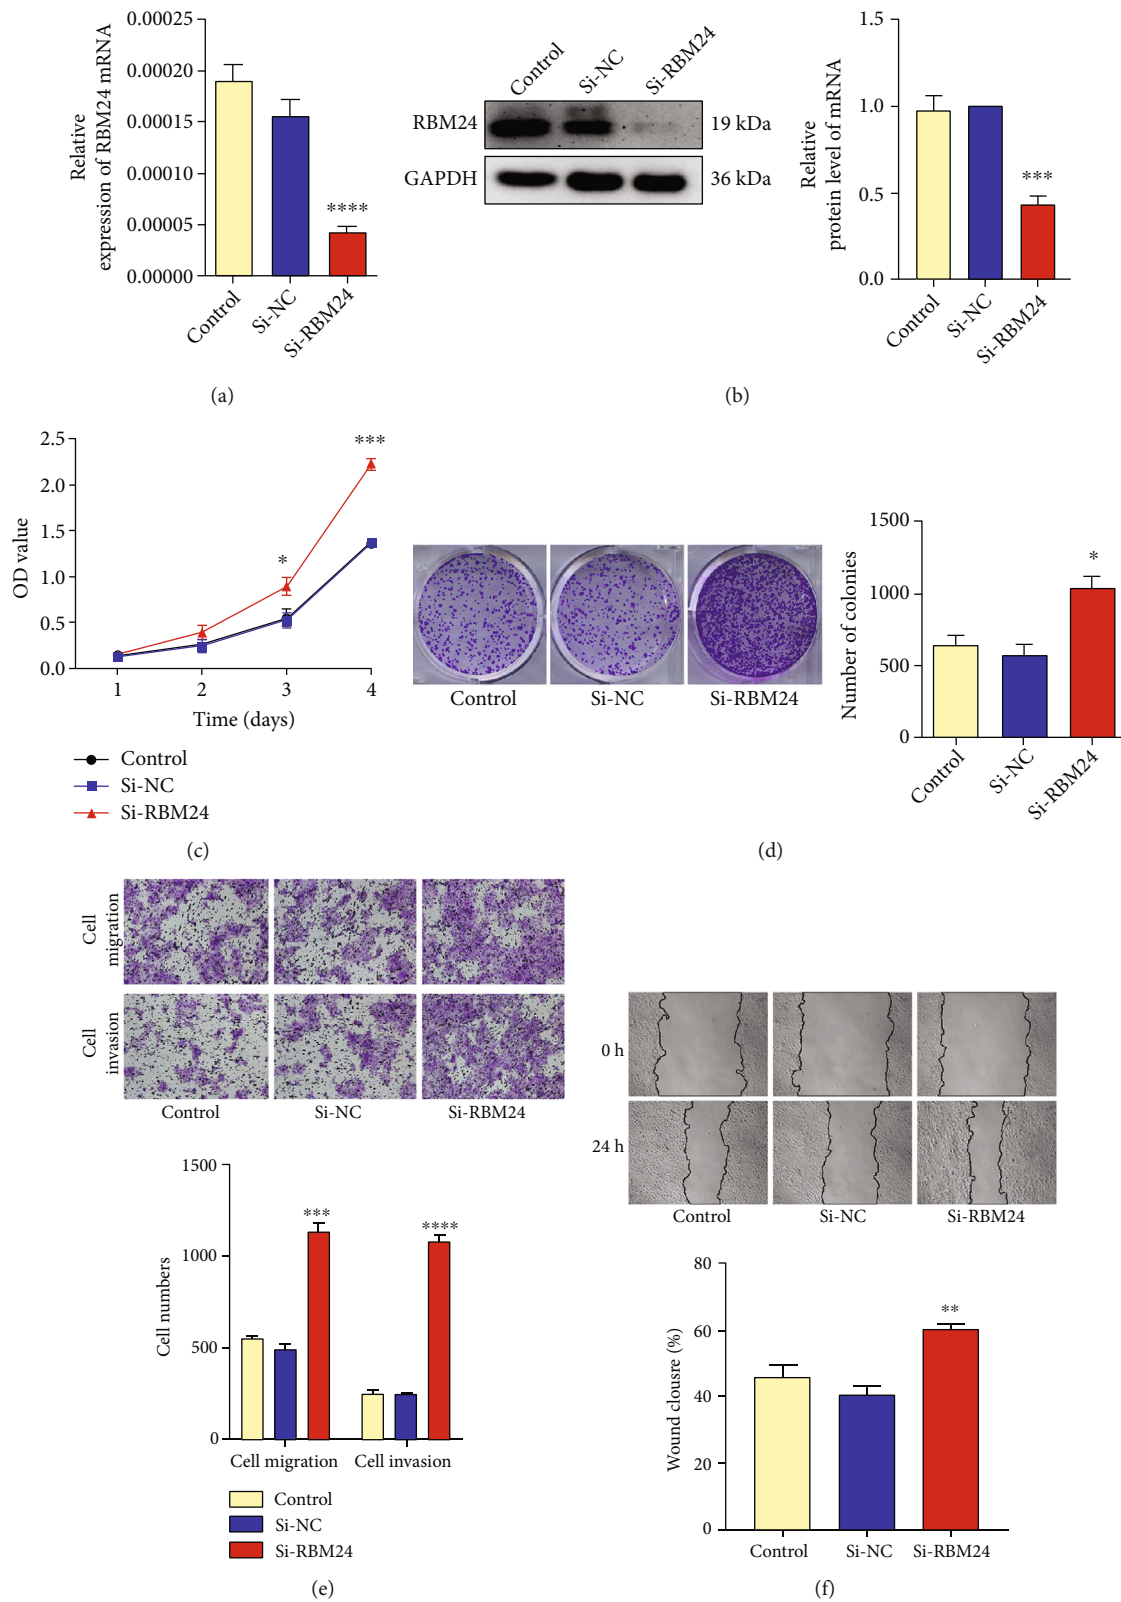 0.00025
0.00020
0.00015
0.00010
0.00005
0.00000
Relative
expression of RBM24 mRNA
****
Control
Si-NC
Si-RBM24
(a)
Control
Si-NC
Si-RBM24
RBM24
19 kDa
GAPDH
36 kDa
1.5
1.0
0.5
0.0
Relative
protein level of mRNA
***
Control
Si-NC
Si-RBM24
(b)
2.5
2.0
1.5
1.0
0.5
0.0
OD value
*
***
1 2 3 4
Time (days)
Control
Si-NC
Si-RBM24
(c)
Control
Si-NC
Si-RBM24
1500
1000
500
0
Number of colonies
*
Control
Si-NC
Si-RBM24
(d)
Cell
migration
Cell
invasion
Control
Si-NC
Si-RBM24
1500
1000
500
0
Cell numbers
***
****
Cell migration
Cell invasion
Control
Si-NC
Si-RBM24
(e)
0 h
24 h
Control
Si-NC
Si-RBM24
80
60
40
20
0
Wound clousre (%)
**
Control
Si-NC
Si-RBM24
(f)